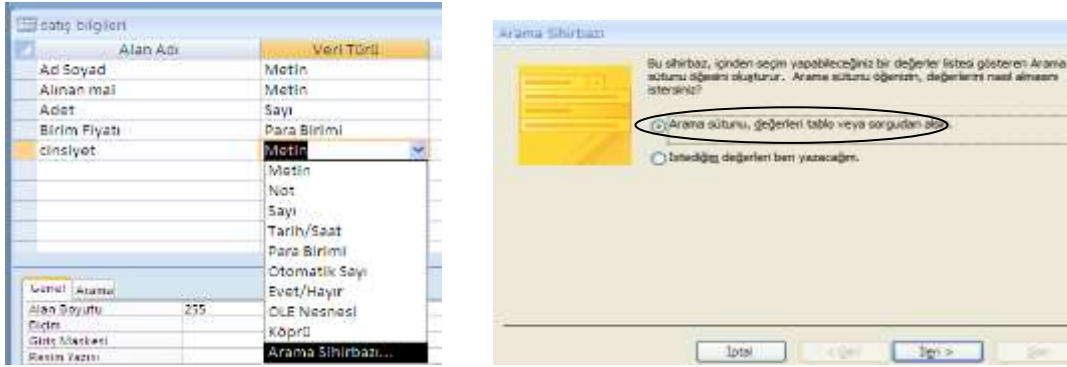 satış bilgileri
Alan Adı Veri Türü
Ad Soyad Metin
Alınan mal Metin
Adet Sayı
Birim Fiyatı Para Birimi
cinsiyet Metin
Metin
Not
Sayı
Tarih/Saat
Para Birimi
Otomatik Sayı
Evet/Hayır
OLE Nesnesi
Köprü
Arama Sihirbazı...
Genel Arama
Alan Boyutu 255
Biçim
Giriş Maskesi
Resim Yazısı
Arama Sihirbazı
Bu sihirbaz, içinden seçim yapabileceğiniz bir değerler listesi gösteren Arama
sütunu öğesini oluşturur. Arama sütunu öğenizin, değerlerini nasıl almasını
istersiniz?
Arama sütunu, değerleri tablo veya sorgudan alsın.
İstediğim değerleri ben yazacağım.
İptal < Geri İleri > Son